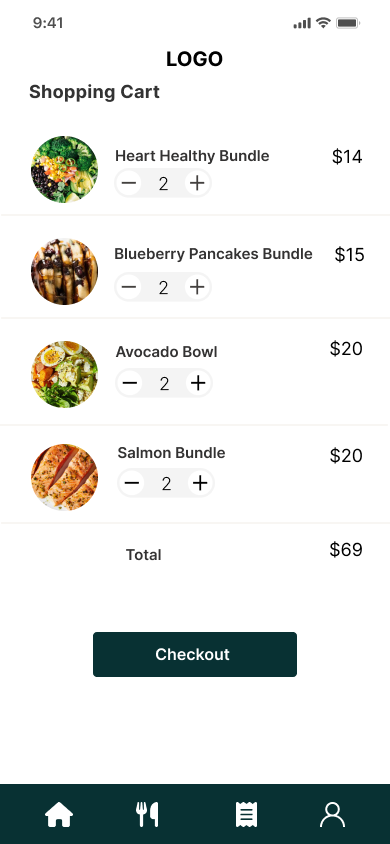 9:41
LOGO
Shopping Cart
Heart Healthy Bundle $14
2
Blueberry Pancakes Bundle $15
2
Avocado Bowl $20
2
Salmon Bundle $20
2
Total $69
Checkout